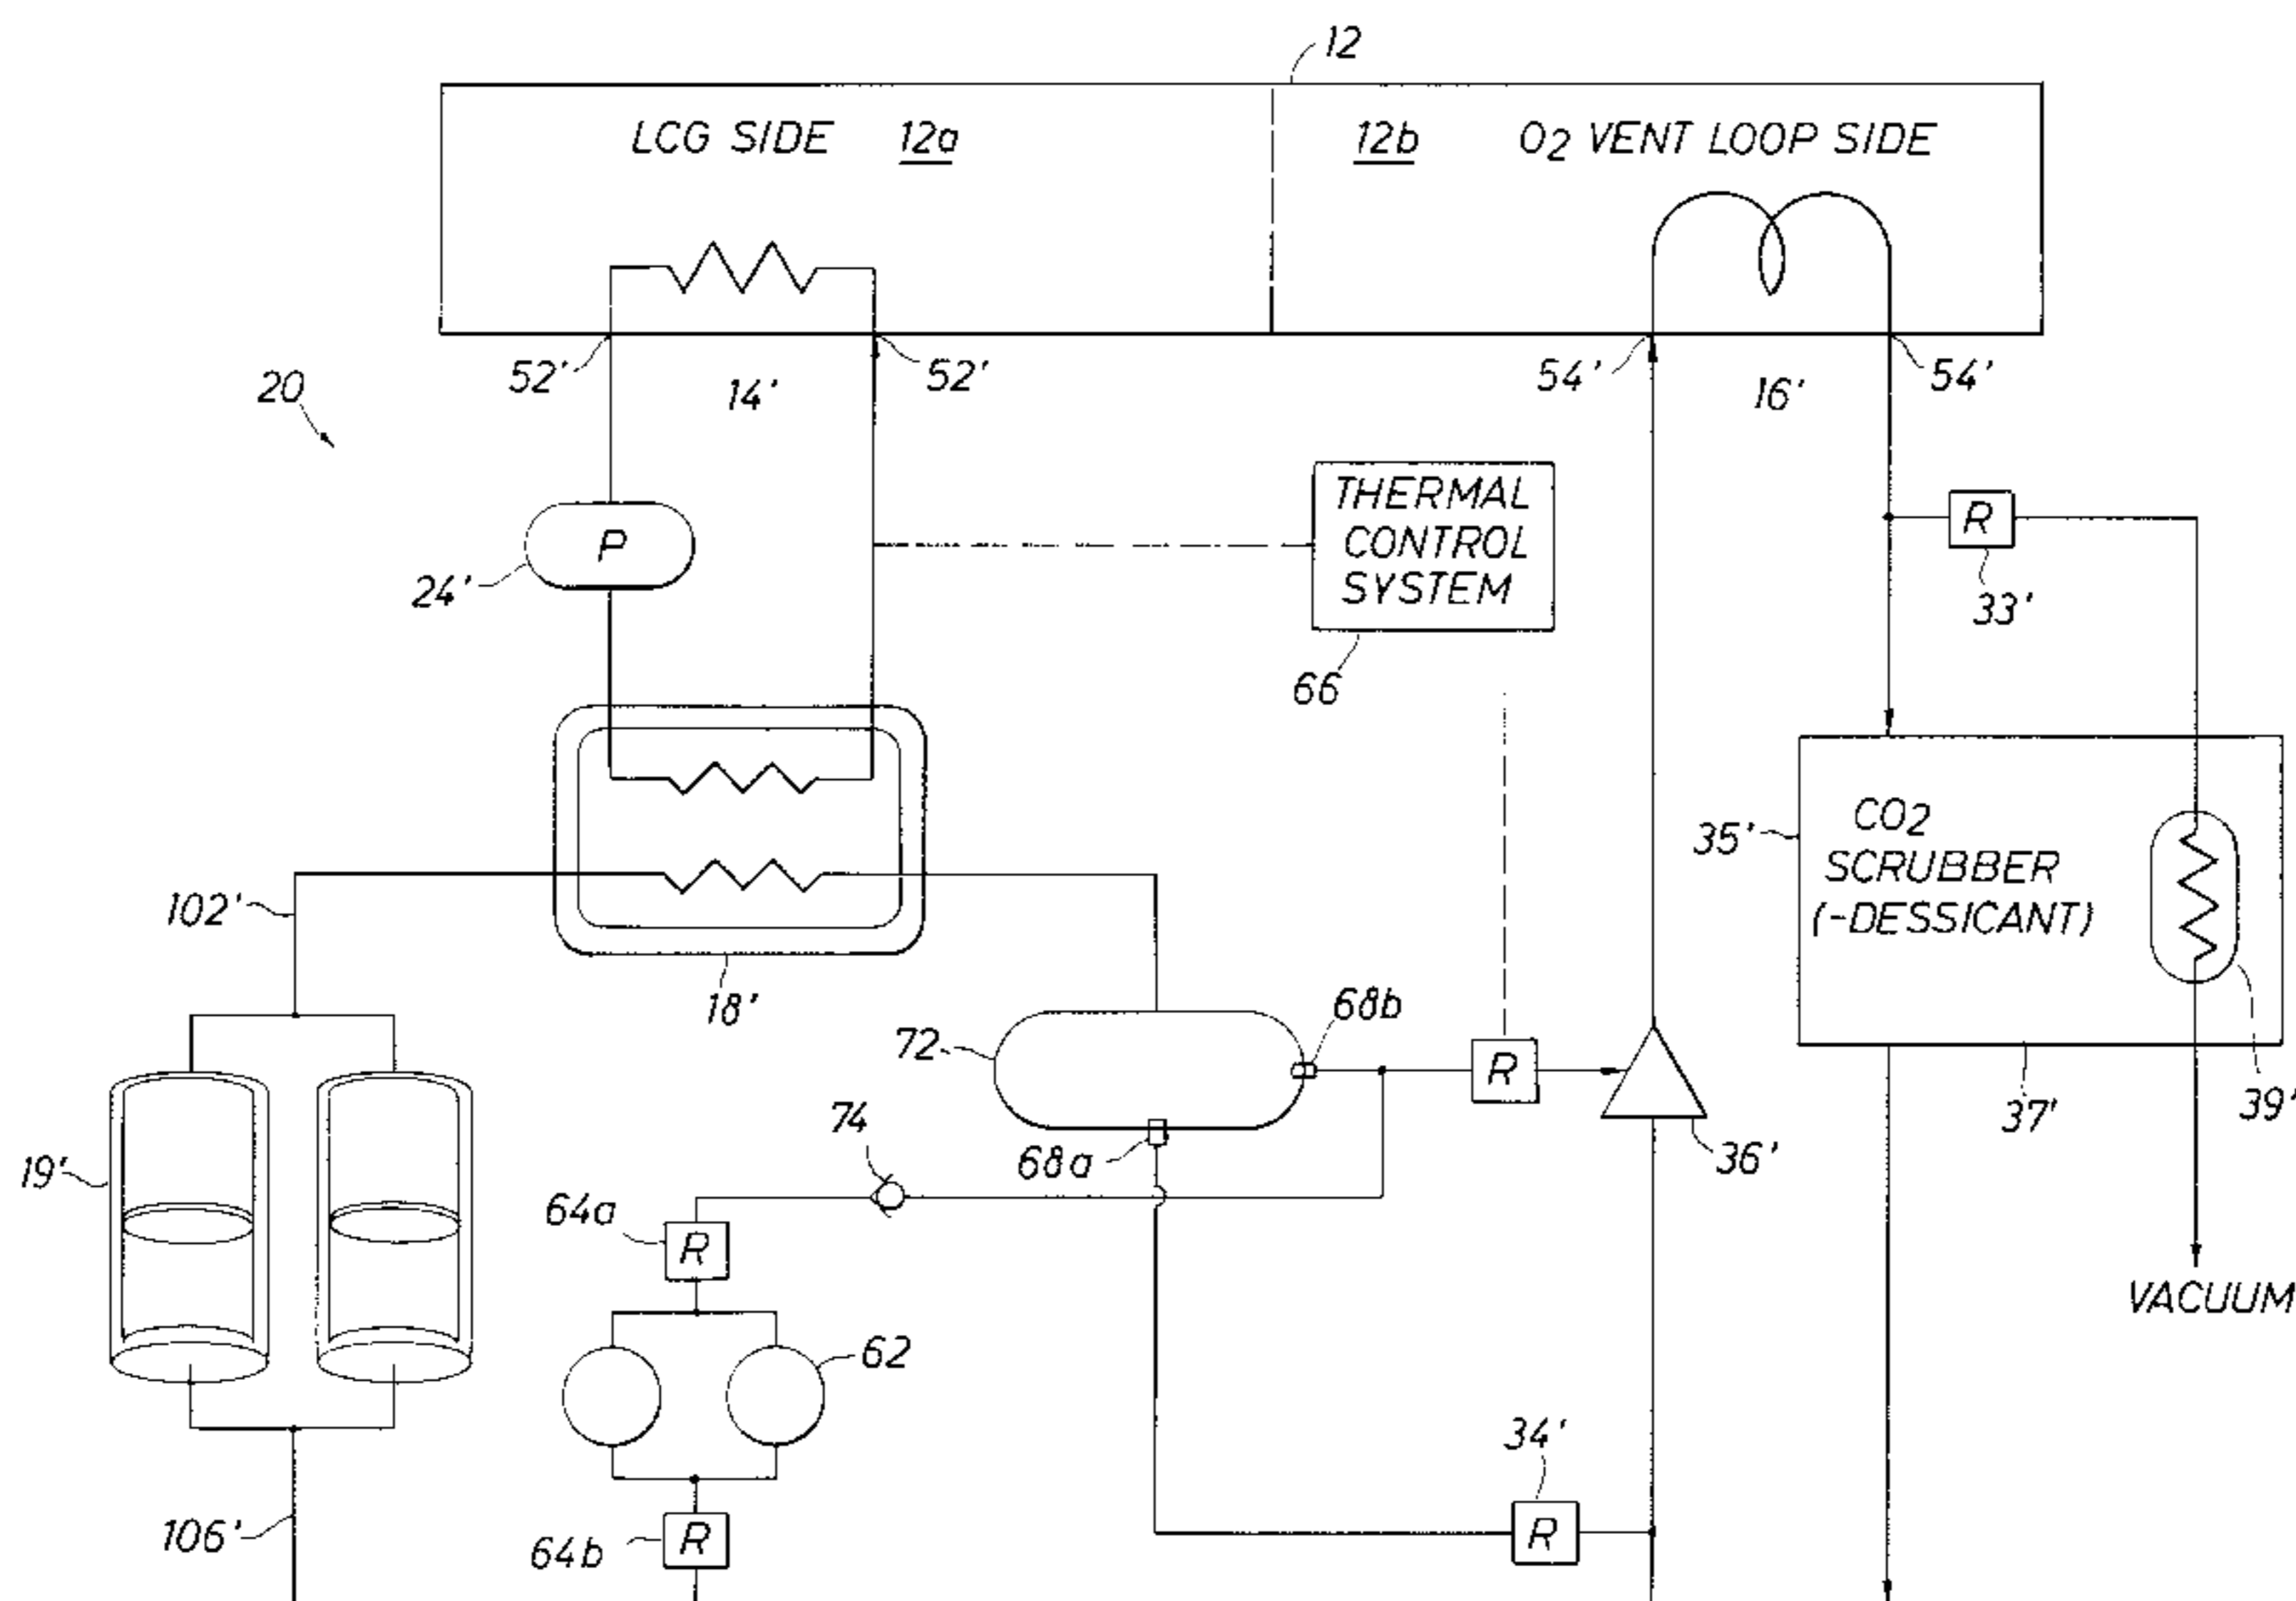 12
LCG SIDE 12a
12b O2 VENT LOOP SIDE
52'
14'
52'
54'
16'
54'
20
P
24'
THERMAL
CONTROL
SYSTEM
66
R
33'
35'
CO2
SCRUBBER
(-DESSICANT)
102'
18'
72
68b
R
37'
39'
74
68a
36'
19'
64a
R
VACUUM
62
34'
R
106'
64b
R